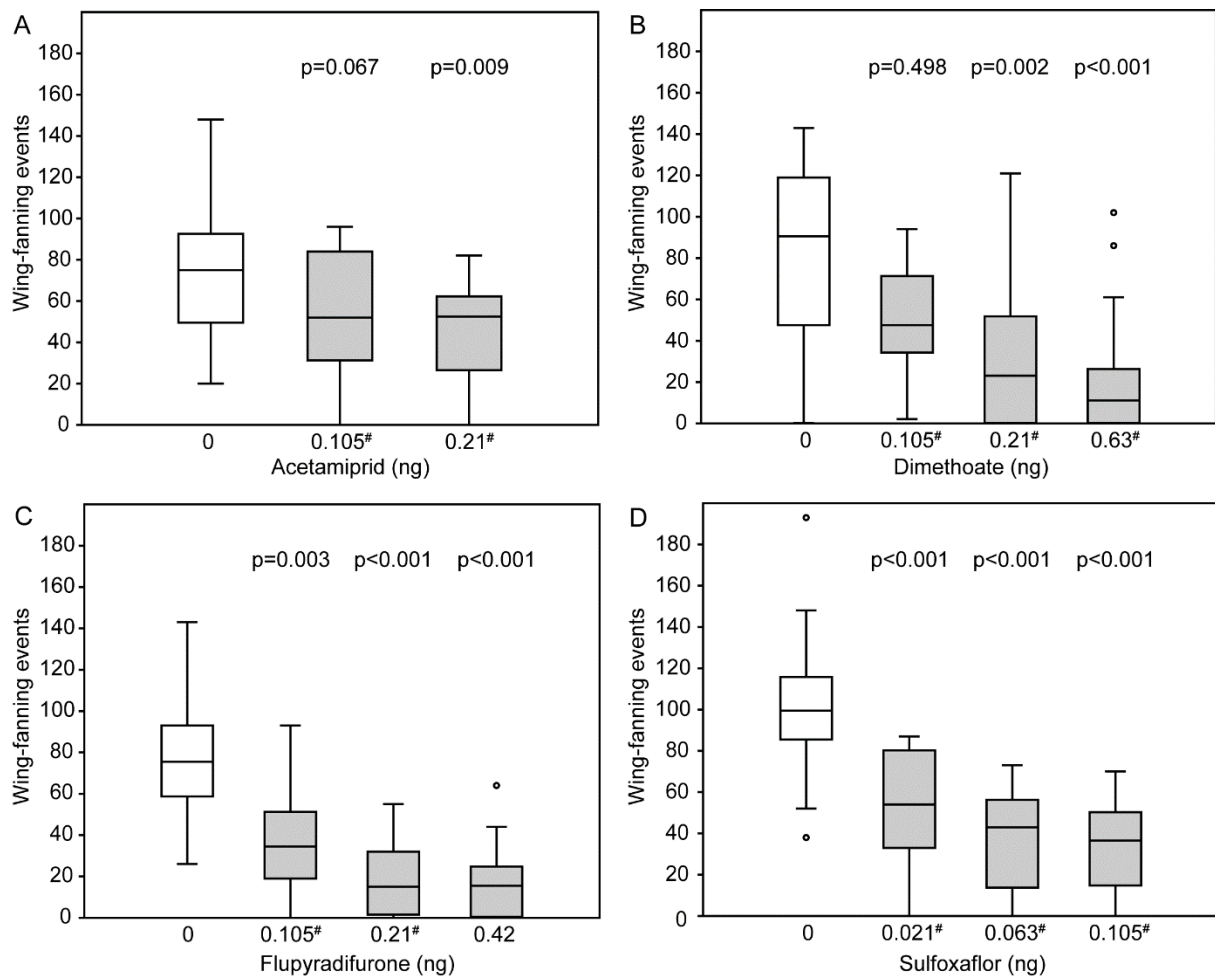 A
Wing-fanning events
180
160
140
120
100
80
60
40
20
0
p=0.067 p=0.009
0 0.105# 0.21#
Acetamiprid (ng)
B
Wing-fanning events
180
160
140
120
100
80
60
40
20
0
p=0.498 p=0.002 p<0.001
0 0.105# 0.21# 0.63#
Dimethoate (ng)
C
Wing-fanning events
180
160
140
120
100
80
60
40
20
0
p=0.003 p<0.001 p<0.001
0 0.105# 0.21# 0.42
Flupyradifurone (ng)
D
Wing-fanning events
180
160
140
120
100
80
60
40
20
0
p<0.001 p<0.001 p<0.001
0 0.021# 0.063# 0.105#
Sulfoxaflor (ng)